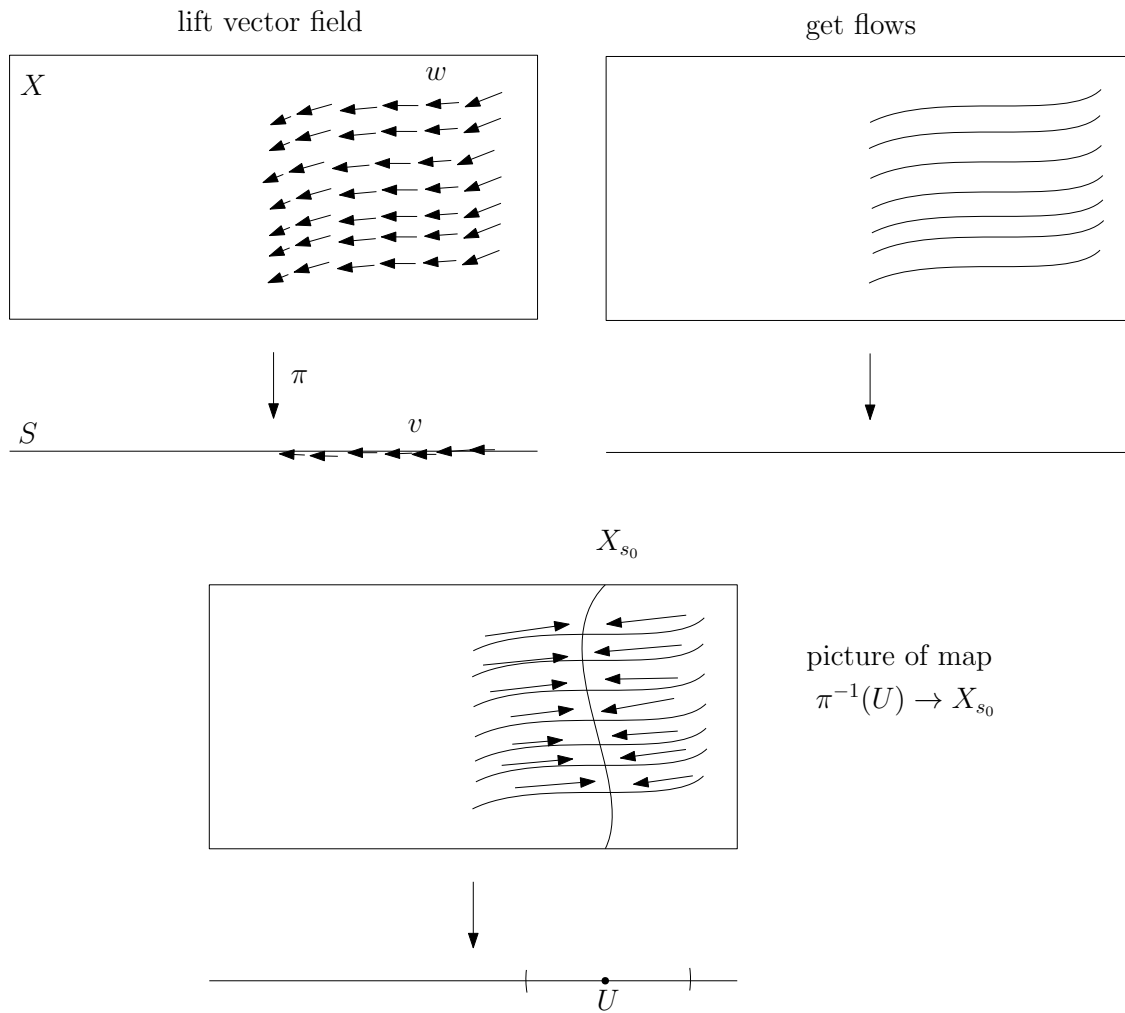 lift vector field
get flows
X
w
π
S
v
X_{s_0}
picture of map
π^{-1}(U) → X_{s_0}
U